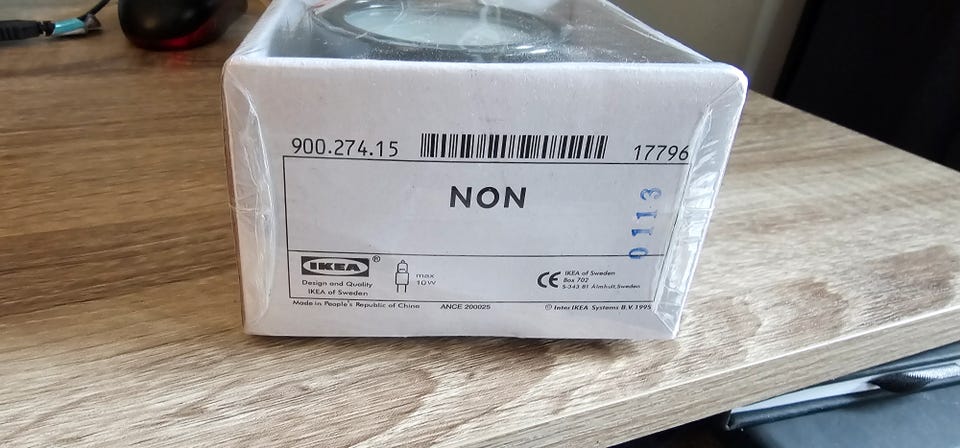 900.274.15 17796
NON
0113
IKEA®
Design and Quality
IKEA of Sweden
max
10W
CE
IKEA of Sweden
Box 702
S-343 81 Älmhult, Sweden
Made in People's Republic of China ANCE 200025 © Inter IKEA Systems B.V. 1995